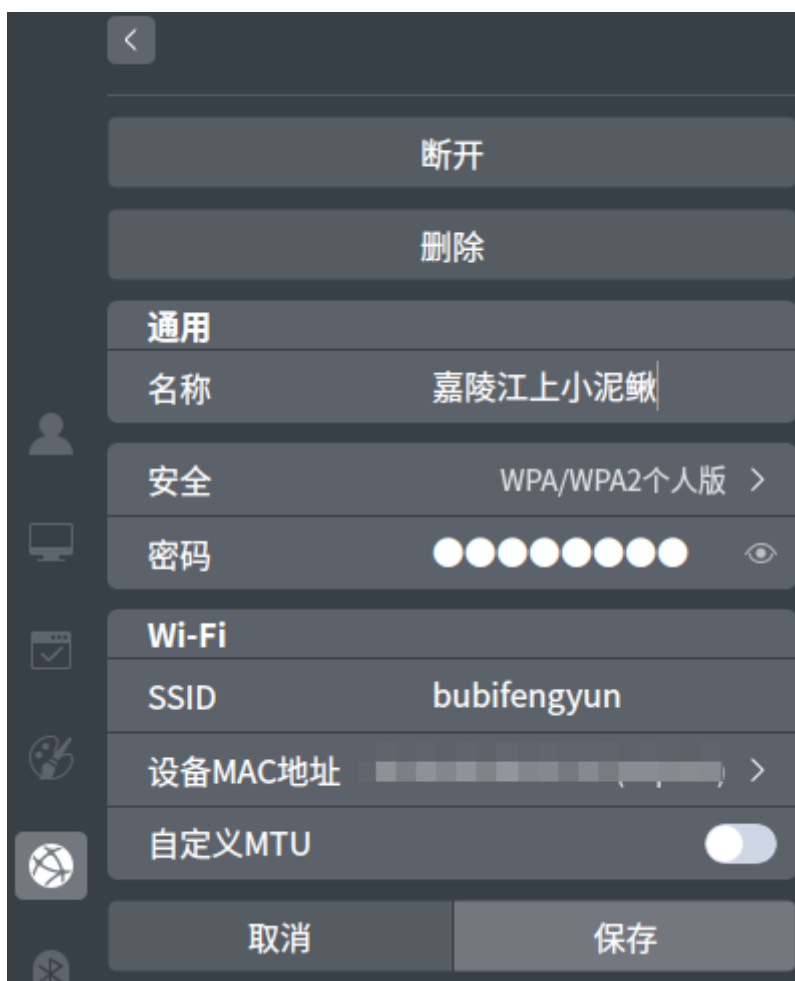 断开
删除
通用
名称 嘉陵江上小泥鳅
安全 WPA/WPA2个人版
密码 ●●●●●●●●
Wi-Fi
SSID bubifengyun
设备MAC地址
自定义MTU
取消 保存